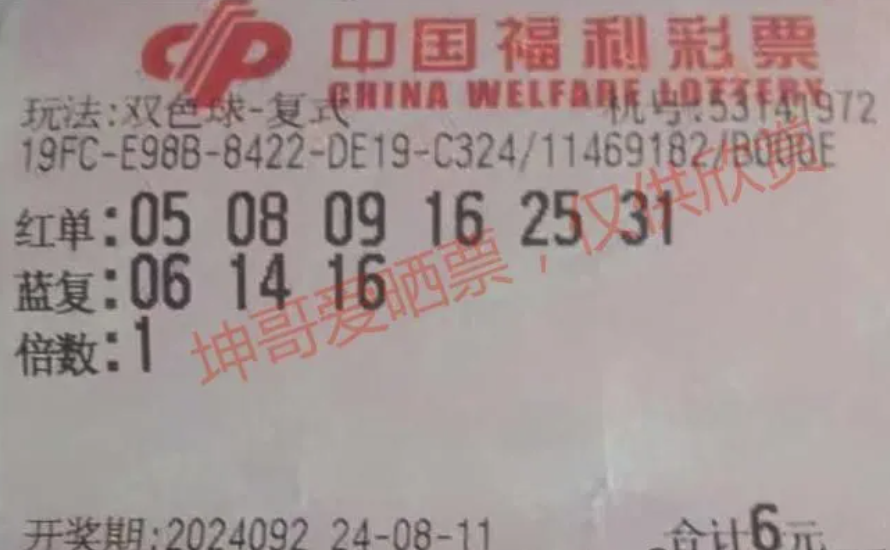 中国福利彩票
CHINA WELFARE LOTTERY
玩法:双色球-复式 机号:53141972
19FC-E98B-8422-DE19-C324/11469182/B000E
红单:05 08 09 16 25 31
蓝复:06 14 16
倍数:1
坤哥爱晒票，仅供欣赏
开奖期:2024092 24-08-11 合计6元